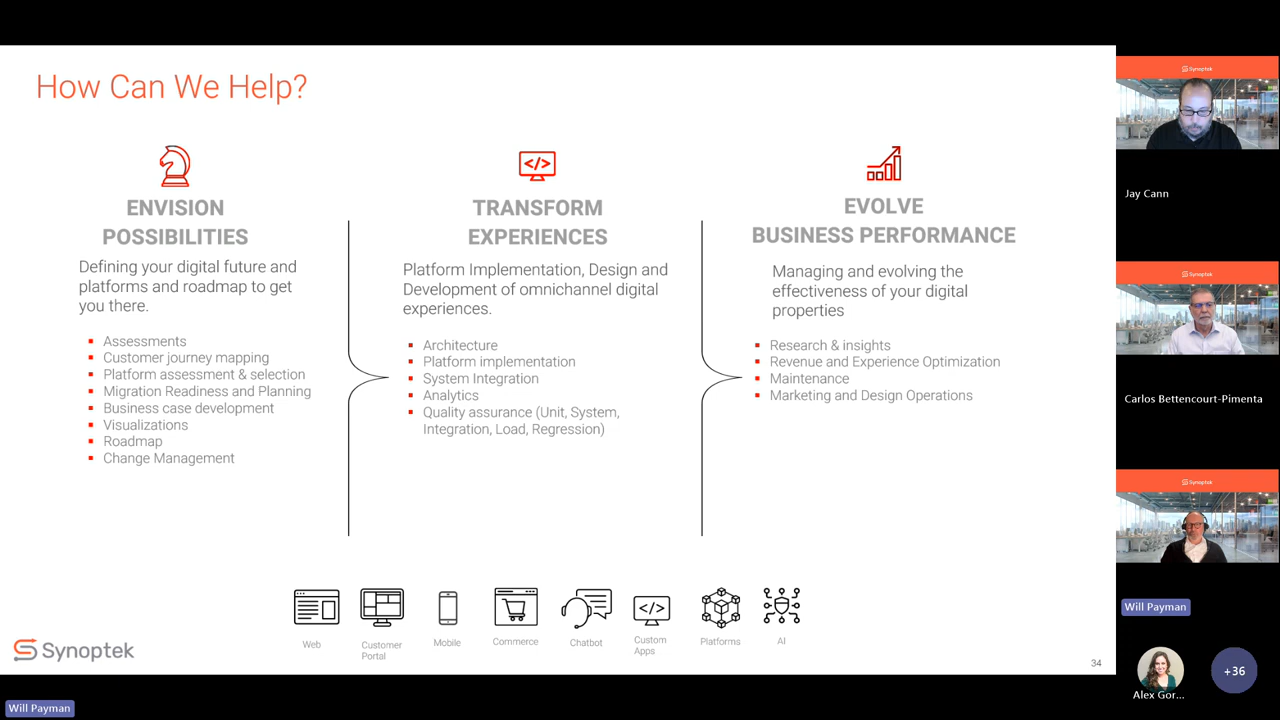 How Can We Help?
ENVISION
POSSIBILITIES
Defining your digital future and
platforms and roadmap to get
you there.
Assessments
Customer journey mapping
Platform assessment & selection
Migration Readiness and Planning
Business case development
Visualizations
Roadmap
Change Management
TRANSFORM
EXPERIENCES
Platform Implementation, Design and
Development of omnichannel digital
experiences.
Architecture
Platform implementation
System Integration
Analytics
Quality assurance (Unit, System,
Integration, Load, Regression)
EVOLVE
BUSINESS PERFORMANCE
Managing and evolving the
effectiveness of your digital
properties
Research & insights
Revenue and Experience Optimization
Maintenance
Marketing and Design Operations
Web
Customer
Portal
Mobile
Commerce
Chatbot
Custom
Apps
Platforms
AI
Synoptek
34
Will Payman
Synoptek
Jay Cann
Synoptek
Carlos Bettencourt-Pimenta
Synoptek
Will Payman
Alex Gor...
+36